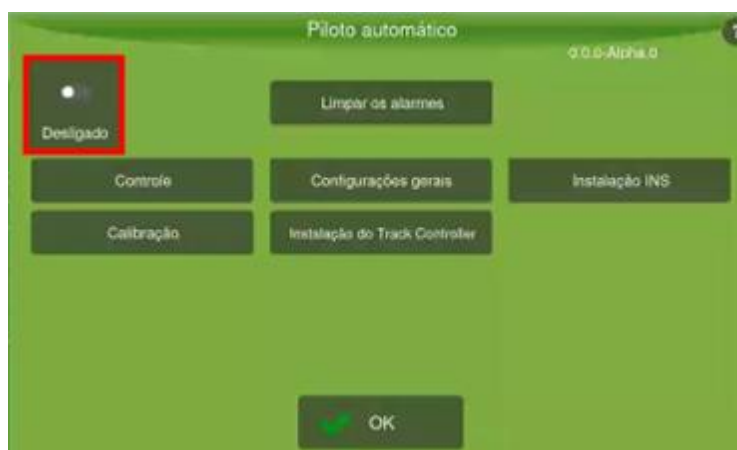 Piloto automático
?
0.0.0-Alpha.0
Limpar os alarmes
Desligado
Controle
Configurações gerais
Instalação INS
Calibração
Instalação do Track Controller
OK